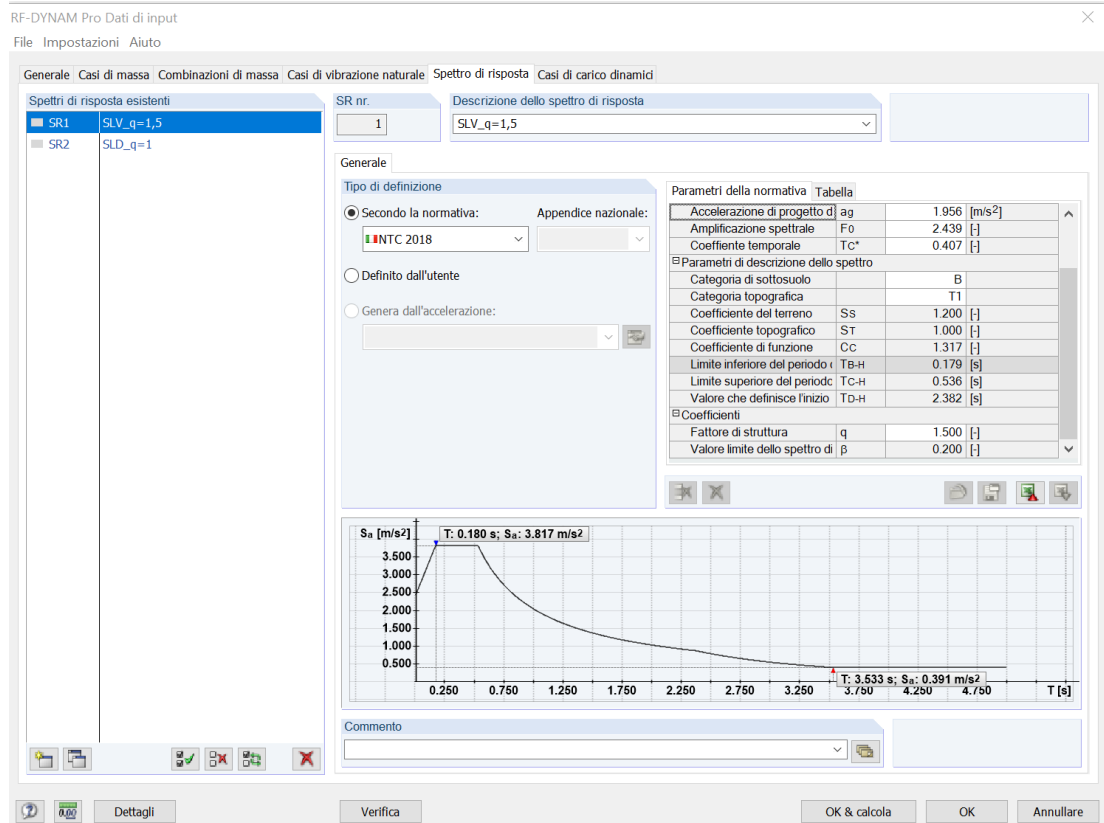 RF-DYNAM Pro Dati di input
File Impostazioni Aiuto
Generale Casi di massa Combinazioni di massa Casi di vibrazione naturale Spettro di risposta Casi di carico dinamici
Spettri di risposta esistenti
SR1 SLV_q=1,5
SR2 SLD_q=1
SR nr.
1
Descrizione dello spettro di risposta
SLV_q=1,5
Generale
Tipo di definizione
Secondo la normativa: Appendice nazionale:
NTC 2018
Definito dall'utente
Genera dall'accelerazione:
Parametri della normativa Tabella
Accelerazione di progetto d ag 1.956 [m/s2]
Amplificazione spettrale F0 2.439 [-]
Coeffiente temporale TC* 0.407 [-]
Parametri di descrizione dello spettro
Categoria di sottosuolo B
Categoria topografica T1
Coefficiente del terreno SS 1.200 [-]
Coefficiente topografico ST 1.000 [-]
Coefficiente di funzione CC 1.317 [-]
Limite inferiore del periodo TB-H 0.179 [s]
Limite superiore del periodo TC-H 0.536 [s]
Valore che definisce l'inizio TD-H 2.382 [s]
Coefficienti
Fattore di struttura q 1.500 [-]
Valore limite dello spettro di β 0.200 [-]
Sa [m/s2]
T: 0.180 s; Sa: 3.817 m/s2
3.500
3.000
2.500
2.000
1.500
1.000
0.500
T: 3.533 s; Sa: 0.391 m/s2
0.250 0.750 1.250 1.750 2.250 2.750 3.250 3.750 4.250 4.750 T [s]
Commento
0.00
Dettagli Verifica OK & calcola OK Annullare